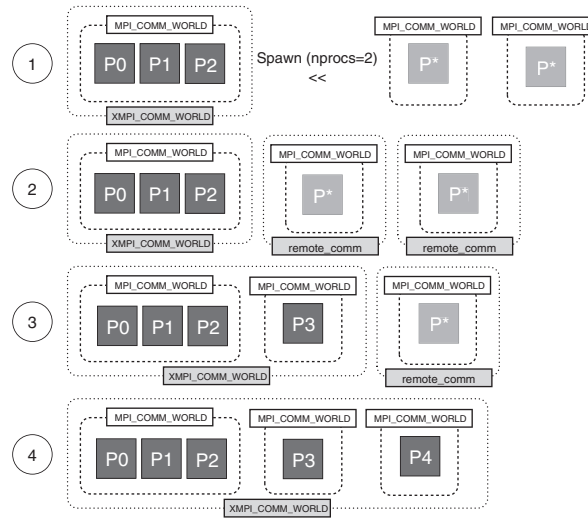 MPI_COMM_WORLD MPI_COMM_WORLD MPI_COMM_WORLD
1 P0 P1 P2 Spawn (nprocs=2) P* P*
<<
XMPI_COMM_WORLD
MPI_COMM_WORLD MPI_COMM_WORLD MPI_COMM_WORLD
2 P0 P1 P2 P* P*
XMPI_COMM_WORLD remote_comm remote_comm
MPI_COMM_WORLD MPI_COMM_WORLD MPI_COMM_WORLD
3 P0 P1 P2 P3 P*
XMPI_COMM_WORLD remote_comm
MPI_COMM_WORLD MPI_COMM_WORLD MPI_COMM_WORLD
4 P0 P1 P2 P3 P4
XMPI_COMM_WORLD